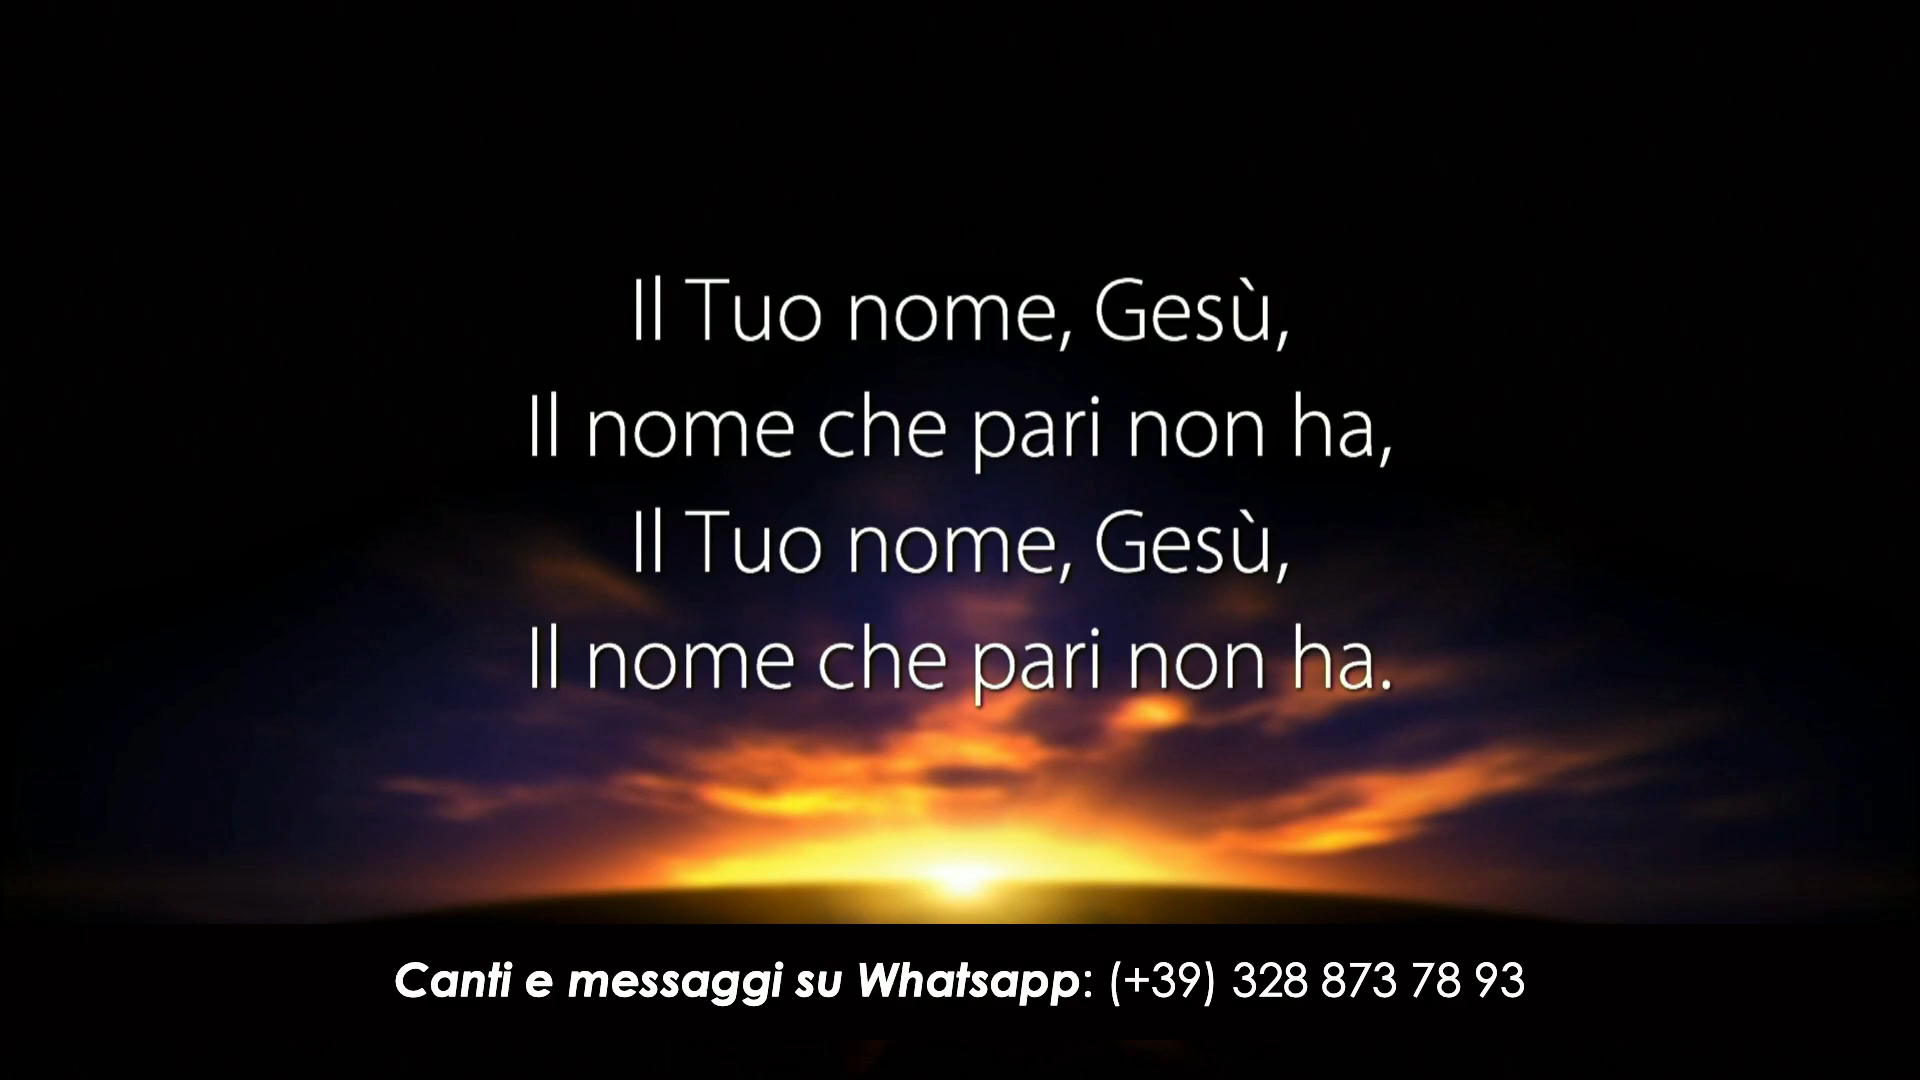 Il Tuo nome, Gesù,
Il nome che pari non ha,
Il Tuo nome, Gesù,
Il nome che pari non ha.
Canti e messaggi su Whatsapp: (+39) 328 873 78 93